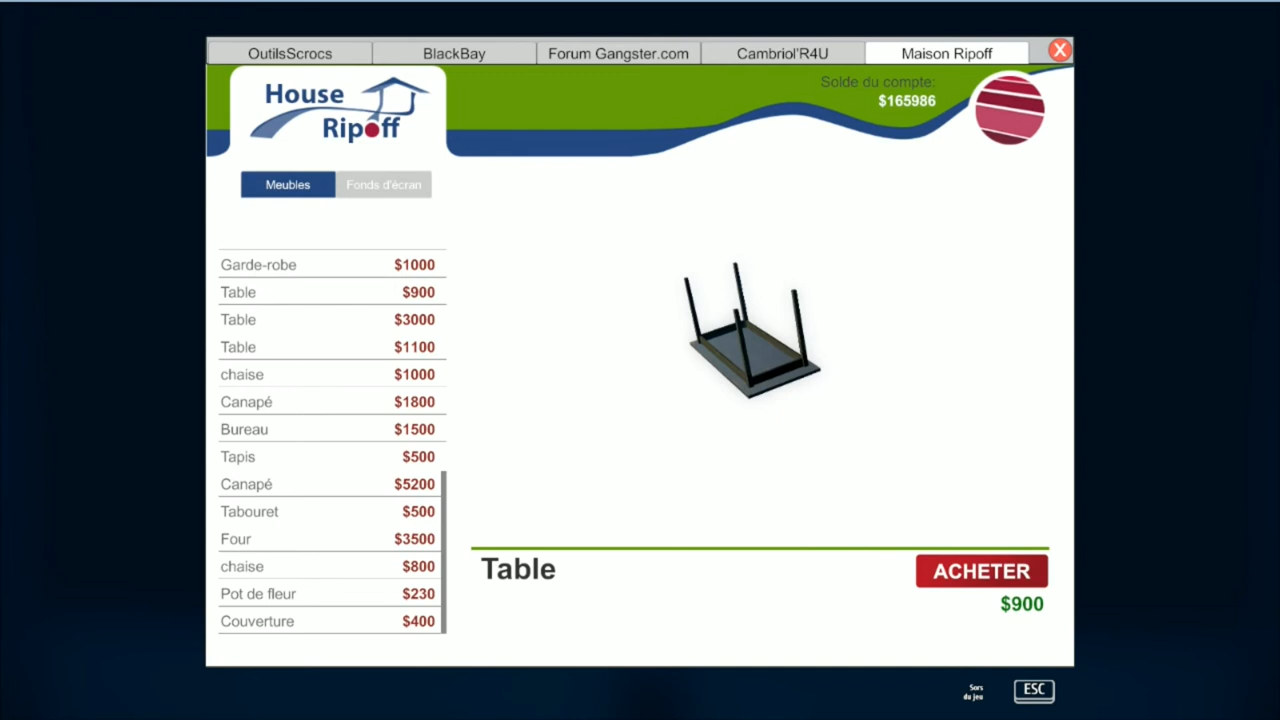 OutilsScrocs
BlackBay
Forum Gangster.com
Cambriol'R4U
Maison Ripoff
X
House
Ripoff
Solde du compte:
$165986
Meubles
Fonds d'écran
Garde-robe $1000
Table $900
Table $3000
Table $1100
chaise $1000
Canapé $1800
Bureau $1500
Tapis $500
Canapé $5200
Tabouret $500
Four $3500
chaise $800
Pot de fleur $230
Couverture $400
Table
ACHETER
$900
Sors
du jeu
ESC